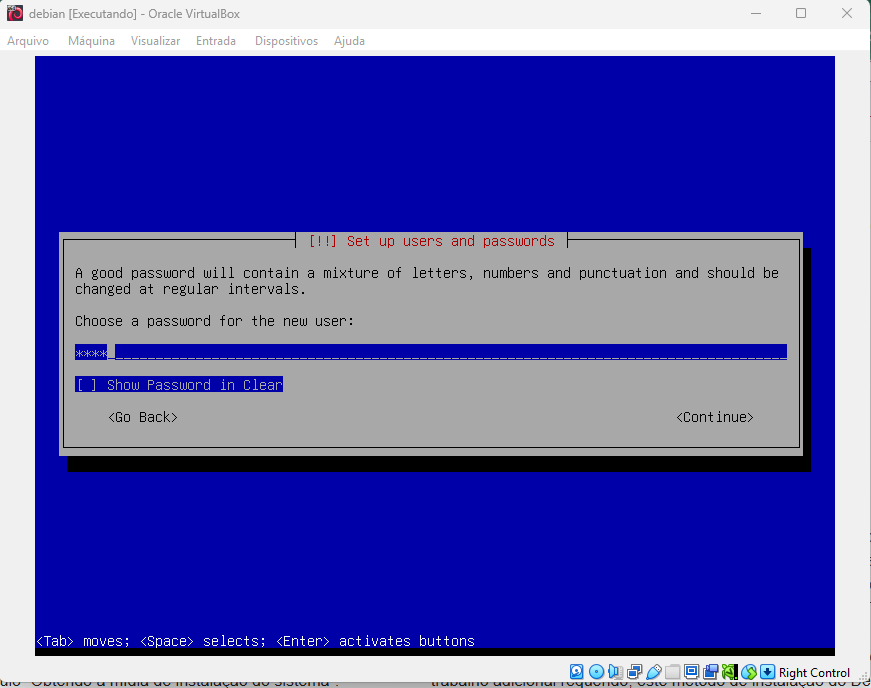 debian [Executando] - Oracle VirtualBox
Arquivo Máquina Visualizar Entrada Dispositivos Ajuda
[!!] Set up users and passwords
A good password will contain a mixture of letters, numbers and punctuation and should be
changed at regular intervals.
Choose a password for the new user:
****
[ ] Show Password in Clear
<Go Back> <Continue>
<Tab> moves; <Space> selects; <Enter> activates buttons
Right Control